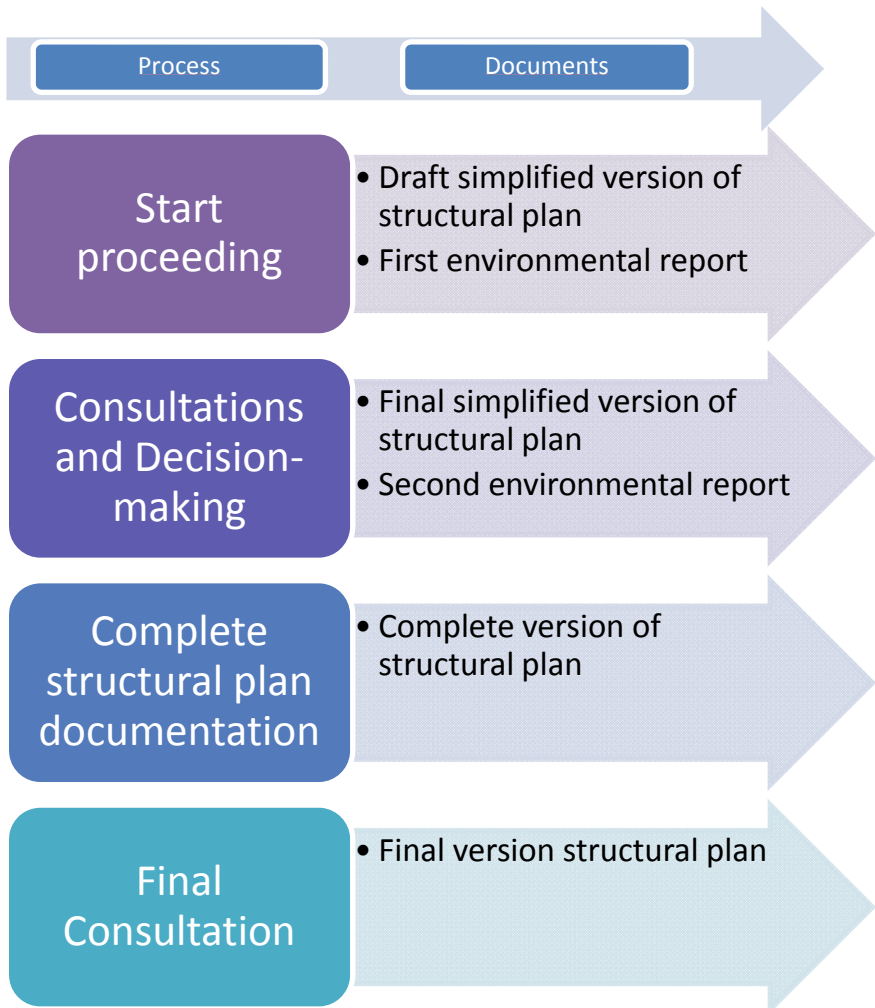 Process
Documents
Start
proceeding
• Draft simplified version of
structural plan
• First environmental report
Consultations
and Decision-
making
• Final simplified version of
structural plan
• Second environmental report
Complete
structural plan
documentation
• Complete version of
structural plan
Final
Consultation
• Final version structural plan